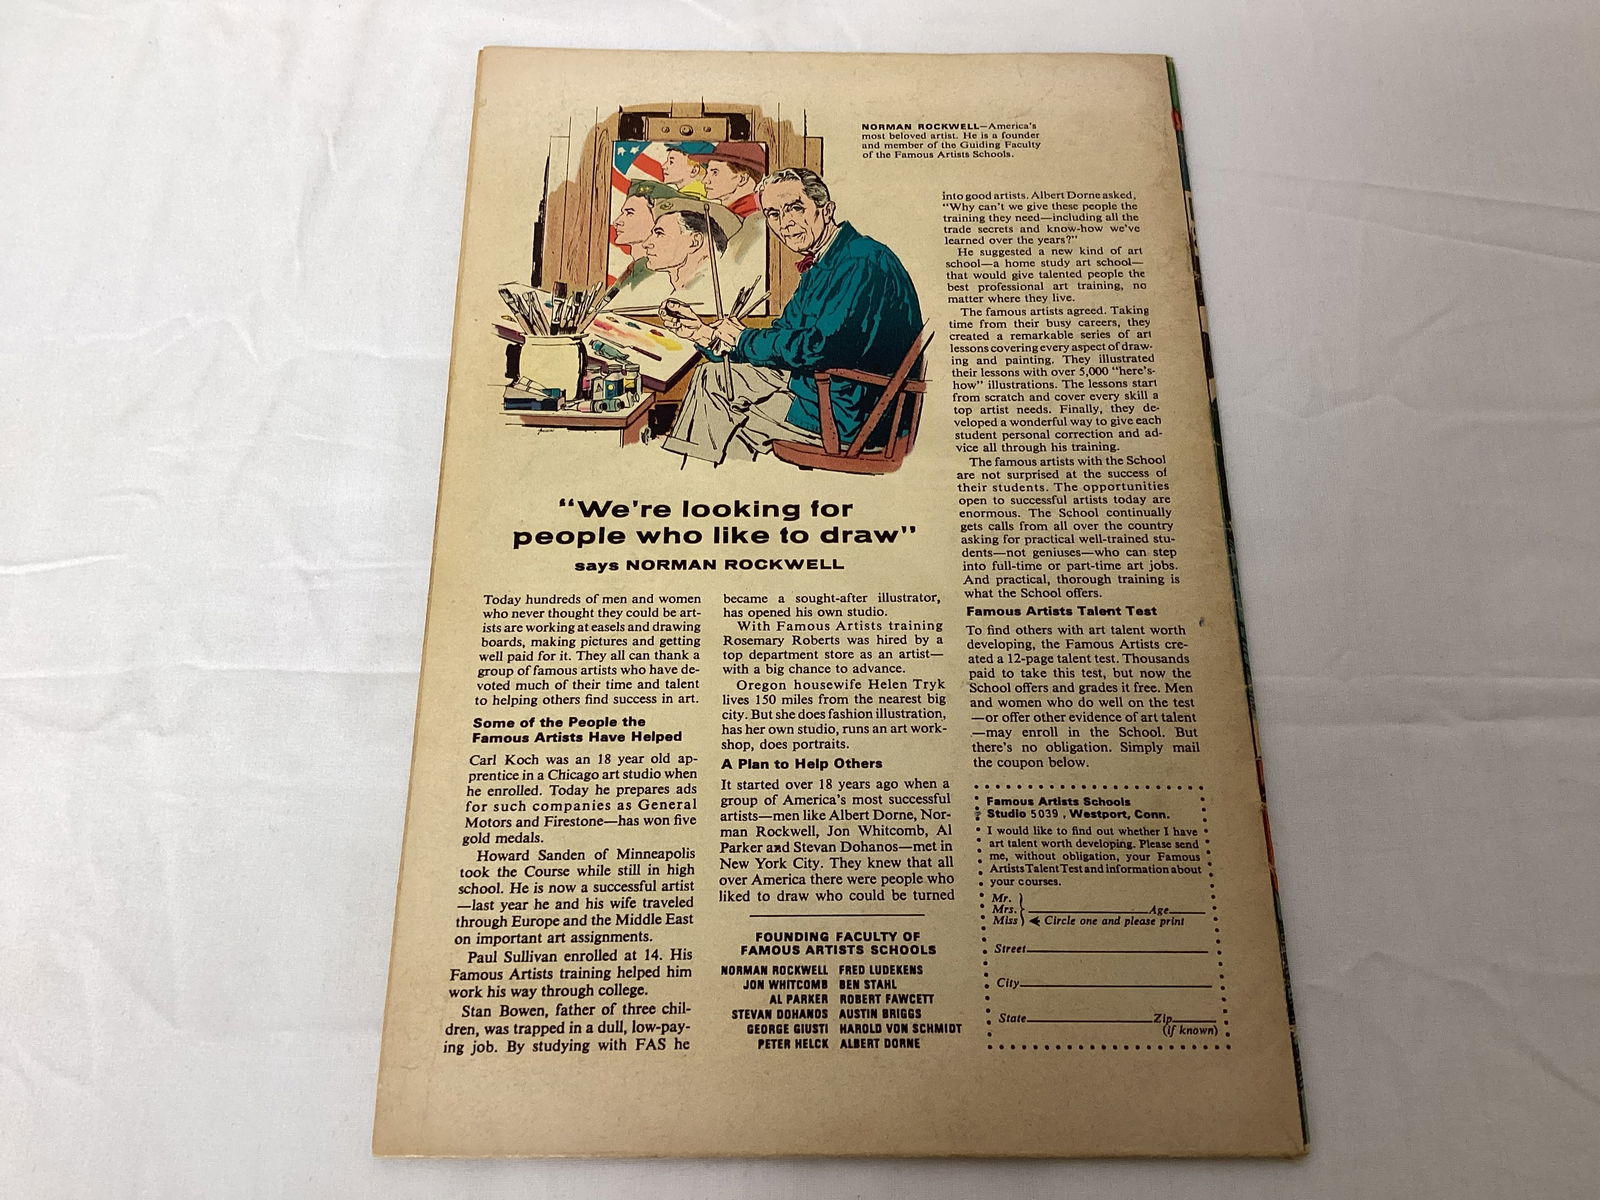 NORMAN ROCKWELL—America's
most beloved artist. He is a founder
and member of the Guiding Faculty
of the Famous Artists Schools.
"We're looking for
people who like to draw"
says NORMAN ROCKWELL
Today hundreds of men and women
who never thought they could be art-
ists are working at easels and drawing
boards, making pictures and getting
well paid for it. They all can thank a
group of famous artists who have de-
voted much of their time and talent
to helping others find success in art.
Some of the People the
Famous Artists Have Helped
Carl Koch was an 18 year old ap-
prentice in a Chicago art studio when
he enrolled. Today he prepares ads
for such companies as General
Motors and Firestone—has won five
gold medals.
Howard Sanden of Minneapolis
took the Course while still in high
school. He is now a successful artist
—last year he and his wife traveled
through Europe and the Middle East
on important art assignments.
Paul Sullivan enrolled at 14. His
Famous Artists training helped him
work his way through college.
Stan Bowen, father of three chil-
dren, was trapped in a dull, low-pay-
ing job. By studying with FAS he
became a sought-after illustrator,
has opened his own studio.
With Famous Artists training
Rosemary Roberts was hired by a
top department store as an artist—
with a big chance to advance.
Oregon housewife Helen Tryk
lives 150 miles from the nearest big
city. But she does fashion illustration,
has her own studio, runs an art work-
shop, does portraits.
A Plan to Help Others
It started over 18 years ago when a
group of America's most successful
artists—men like Albert Dorne, Nor-
man Rockwell, Jon Whitcomb, Al
Parker and Stevan Dohanos—met in
New York City. They knew that all
over America there were people who
liked to draw who could be turned
into good artists. Albert Dorne asked,
"Why can't we give these people the
training they need—including all the
trade secrets and know-how we've
learned over the years?"
He suggested a new kind of art
school—a home study art school—
that would give talented people the
best professional art training, no
matter where they live.
The famous artists agreed. Taking
time from their busy careers, they
created a remarkable series of art
lessons covering every aspect of draw-
ing and painting. They illustrated
their lessons with over 5,000 "here's-
how" illustrations. The lessons start
from scratch and cover every skill a
top artist needs. Finally, they de-
veloped a wonderful way to give each
student personal correction and ad-
vice all through his training.
The famous artists with the School
are not surprised at the success of
their students. The opportunities
open to successful artists today are
enormous. The School continually
gets calls from all over the country
asking for practical well-trained stu-
dents—not geniuses—who can step
into full-time or part-time art jobs.
And practical, thorough training is
what the School offers.
Famous Artists Talent Test
To find others with art talent worth
developing, the Famous Artists cre-
ated a 12-page talent test. Thousands
paid to take this test, but now the
School offers and grades it free. Men
and women who do well on the test
—or offer other evidence of art talent
—may enroll in the School. But
there's no obligation. Simply mail
the coupon below.
FOUNDING FACULTY OF
FAMOUS ARTISTS SCHOOLS
NORMAN ROCKWELL FRED LUDEKENS
JON WHITCOMB BEN STAHL
AL PARKER ROBERT FAWCETT
STEVAN DOHANOS AUSTIN BRIGGS
GEORGE GIUSTI HAROLD VON SCHMIDT
PETER HELCK ALBERT DORNE
Famous Artists Schools
Studio 5039, Westport, Conn.
I would like to find out whether I have
art talent worth developing. Please send
me, without obligation, your Famous
Artists Talent Test and information about
your courses.
Mr.
Mrs. Age
Miss Circle one and please print
Street
City
State Zip
(if known)